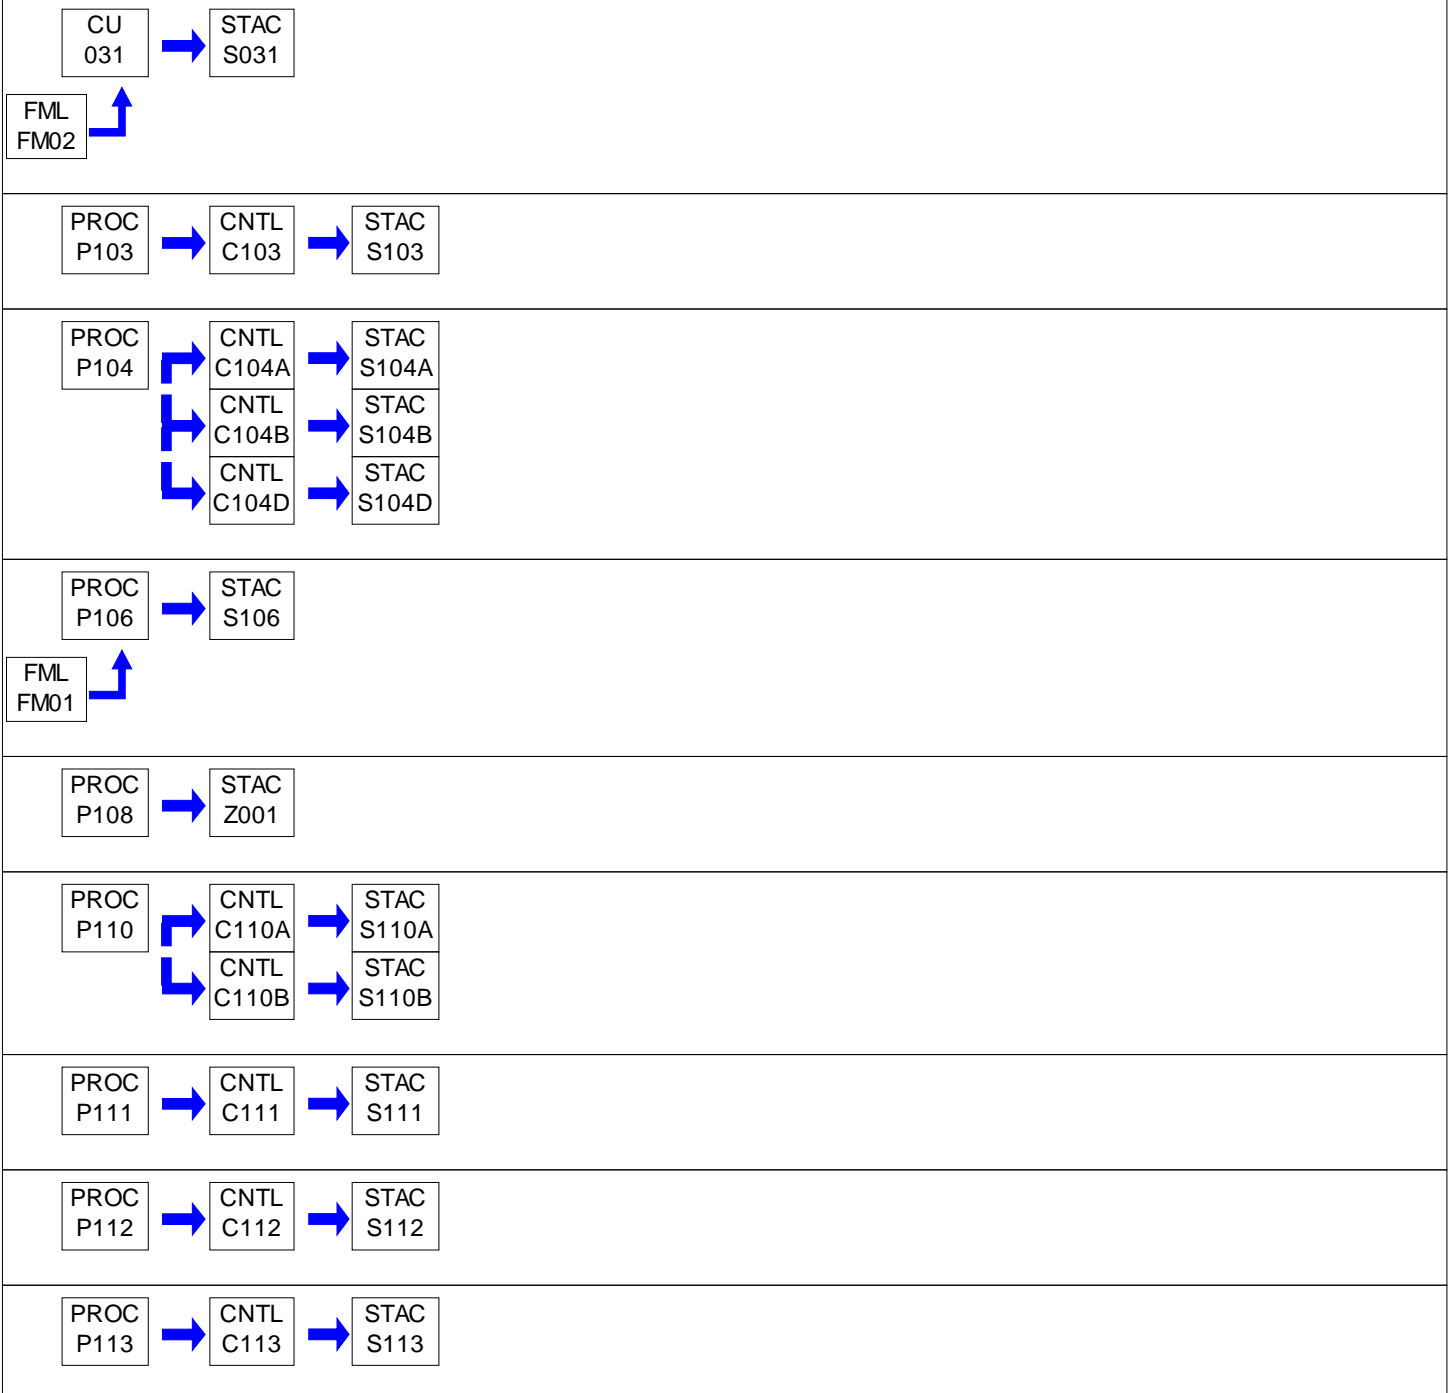 CU
031
STAC
S031
FML
FM02
PROC
P103
CNTL
C103
STAC
S103
PROC
P104
CNTL
C104A
STAC
S104A
CNTL
C104B
STAC
S104B
CNTL
C104D
STAC
S104D
PROC
P106
STAC
S106
FML
FM01
PROC
P108
STAC
Z001
PROC
P110
CNTL
C110A
STAC
S110A
CNTL
C110B
STAC
S110B
PROC
P111
CNTL
C111
STAC
S111
PROC
P112
CNTL
C112
STAC
S112
PROC
P113
CNTL
C113
STAC
S113